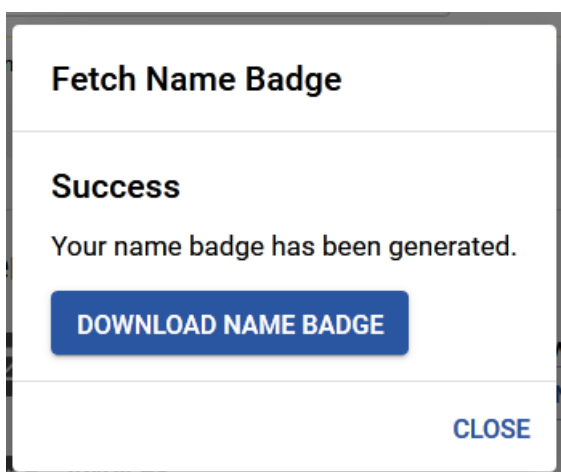 Fetch Name Badge
Success
Your name badge has been generated.
DOWNLOAD NAME BADGE
CLOSE